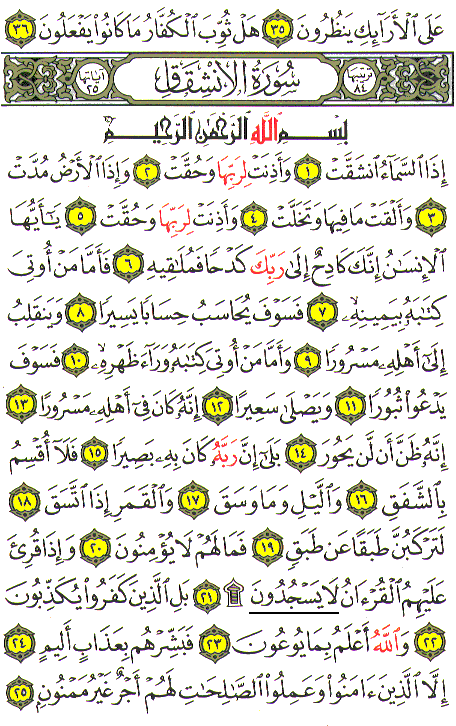 عَلَى ٱلْأَرَآئِكِ يَنظُرُونَ ٣٥ هَلْ ثُوِّبَ ٱلْكُفَّارُ مَا كَانُوا۟ يَفْعَلُونَ ٣٦
ترتيبها ٨٤ سُورَةُ ٱلْإِنْشِقَاقِ آياتها ٢٥
بِسْمِ ٱللَّهِ ٱلرَّحْمَٰنِ ٱلرَّحِيمِ
إِذَا ٱلسَّمَآءُ ٱنشَقَّتْ ١ وَأَذِنَتْ لِرَبِّهَا وَحُقَّتْ ٢ وَإِذَا ٱلْأَرْضُ مُدَّتْ
٣ وَأَلْقَتْ مَا فِيهَا وَتَخَلَّتْ ٤ وَأَذِنَتْ لِرَبِّهَا وَحُقَّتْ ٥ يَٰٓأَيُّهَا
ٱلْإِنسَٰنُ إِنَّكَ كَادِحٌ إِلَىٰ رَبِّكَ كَدْحًا فَمُلَٰقِيهِ ٦ فَأَمَّا مَنْ أُوتِىَ
كِتَٰبَهُۥ بِيَمِينِهِۦ ٧ فَسَوْفَ يُحَاسَبُ حِسَابًا يَسِيرًا ٨ وَيَنقَلِبُ
إِلَىٰٓ أَهْلِهِۦ مَسْرُورًا ٩ وَأَمَّا مَنْ أُوتِىَ كِتَٰبَهُۥ وَرَآءَ ظَهْرِهِۦ ١٠ فَسَوْفَ
يَدْعُوا۟ ثُبُورًا ١١ وَيَصْلَىٰ سَعِيرًا ١٢ إِنَّهُۥ كَانَ فِىٓ أَهْلِهِۦ مَسْرُورًا ١٣
إِنَّهُۥ ظَنَّ أَن لَّن يَحُورَ ١٤ بَلَىٰٓ إِنَّ رَبَّهُۥ كَانَ بِهِۦ بَصِيرًا ١٥ فَلَآ أُقْسِمُ
بِٱلشَّفَقِ ١٦ وَٱلَّيْلِ وَمَا وَسَقَ ١٧ وَٱلْقَمَرِ إِذَا ٱتَّسَقَ ١٨
لَتَرْكَبُنَّ طَبَقًا عَن طَبَقٍ ١٩ فَمَا لَهُمْ لَا يُؤْمِنُونَ ٢٠ وَإِذَا قُرِئَ
عَلَيْهِمُ ٱلْقُرْءَانُ لَا يَسْجُدُونَ ۩ ٢١ بَلِ ٱلَّذِينَ كَفَرُوا۟ يُكَذِّبُونَ
٢٢ وَٱللَّهُ أَعْلَمُ بِمَا يُوعُونَ ٢٣ فَبَشِّرْهُم بِعَذَابٍ أَلِيمٍ ٢٤
إِلَّا ٱلَّذِينَ ءَامَنُوا۟ وَعَمِلُوا۟ ٱلصَّٰلِحَٰتِ لَهُمْ أَجْرٌ غَيْرُ مَمْنُونٍۭ ٢٥